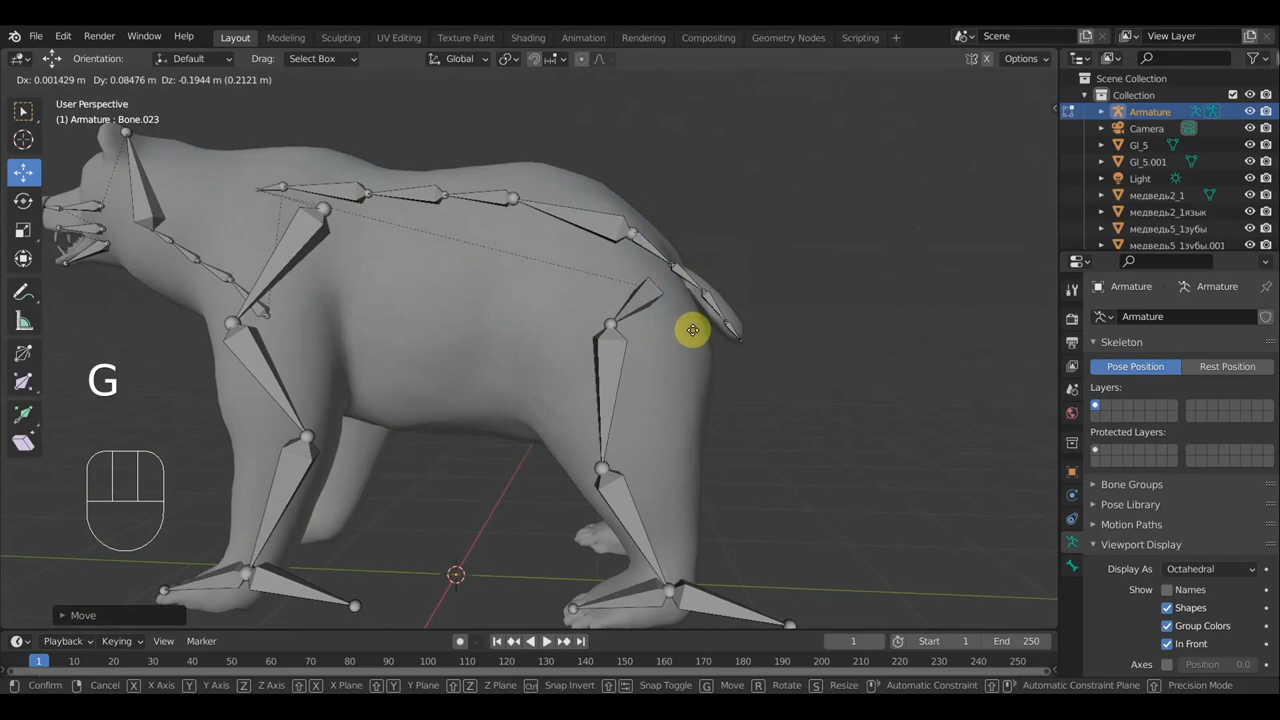 File Edit Render Window Help Layout Modeling Sculpting UV Editing Texture Paint Shading Animation Rendering Compositing Geometry Nodes Scripting + Scene View Layer
Orientation: Default Drag: Select Box Global X Options
Dx: 0.001429 m Dy: 0.08476 m Dz: -0.1944 m (0.2121 m)
User Perspective
(1) Armature : Bone.023
Scene Collection
Collection
Armature
Camera
Gl_5
Gl_5.001
Light
медведь2_1
медведь2_1язык
медведь5_1зубы
медведь5_1зубы.001
Armature Armature
Armature
Skeleton
Pose Position Rest Position
Layers:
Protected Layers:
Bone Groups
Pose Library
Motion Paths
Viewport Display
Display As Octahedral
Show Names
Shapes
Group Colors
In Front
Axes Position 0.0
G
Move
Playback Keying View Marker 1 Start 1 End 250
1 10 20 30 40 50 60 70 80 90 100 110 120 130 140 150 160 170 180 190 200 210 220 230 240 250
Confirm Cancel X X Axis Y Y Axis Z Z Axis X X Plane Y Y Plane Z Z Plane Ctrl Snap Invert Snap Toggle G Move R Rotate S Resize Automatic Constraint Automatic Constraint Plane Precision Mode